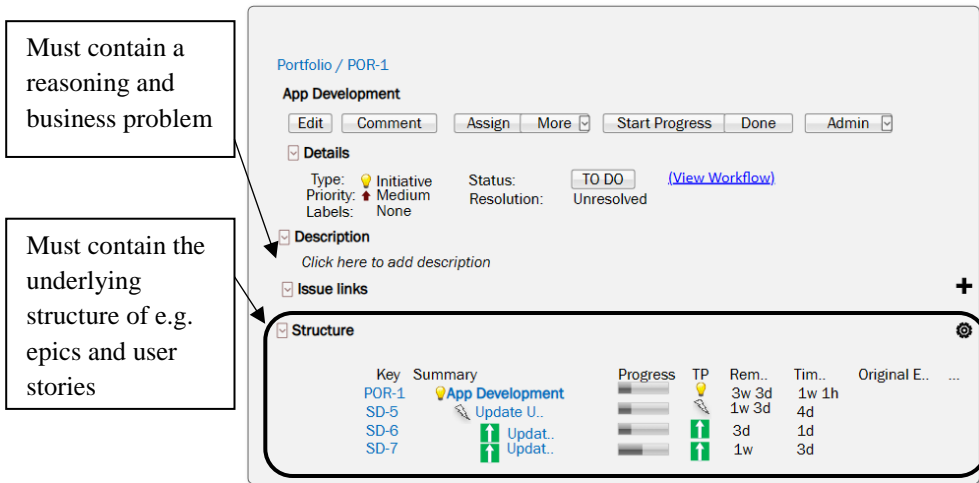 Must contain a
reasoning and
business problem
Must contain the
underlying
structure of e.g.
epics and user
stories
Portfolio / POR-1
App Development
Edit Comment Assign More Start Progress Done Admin
Details
Type: Initiative Status: TO DO (View Workflow)
Priority: Medium Resolution: Unresolved
Labels: None
Description
Click here to add description
Issue links
Structure
Key Summary Progress TP Rem.. Tim.. Original E.. ...
POR-1 App Development 3w 3d 1w 1h
SD-5 Update U.. 1w 3d 4d
SD-6 Updat.. 3d 1d
SD-7 Updat.. 1w 3d